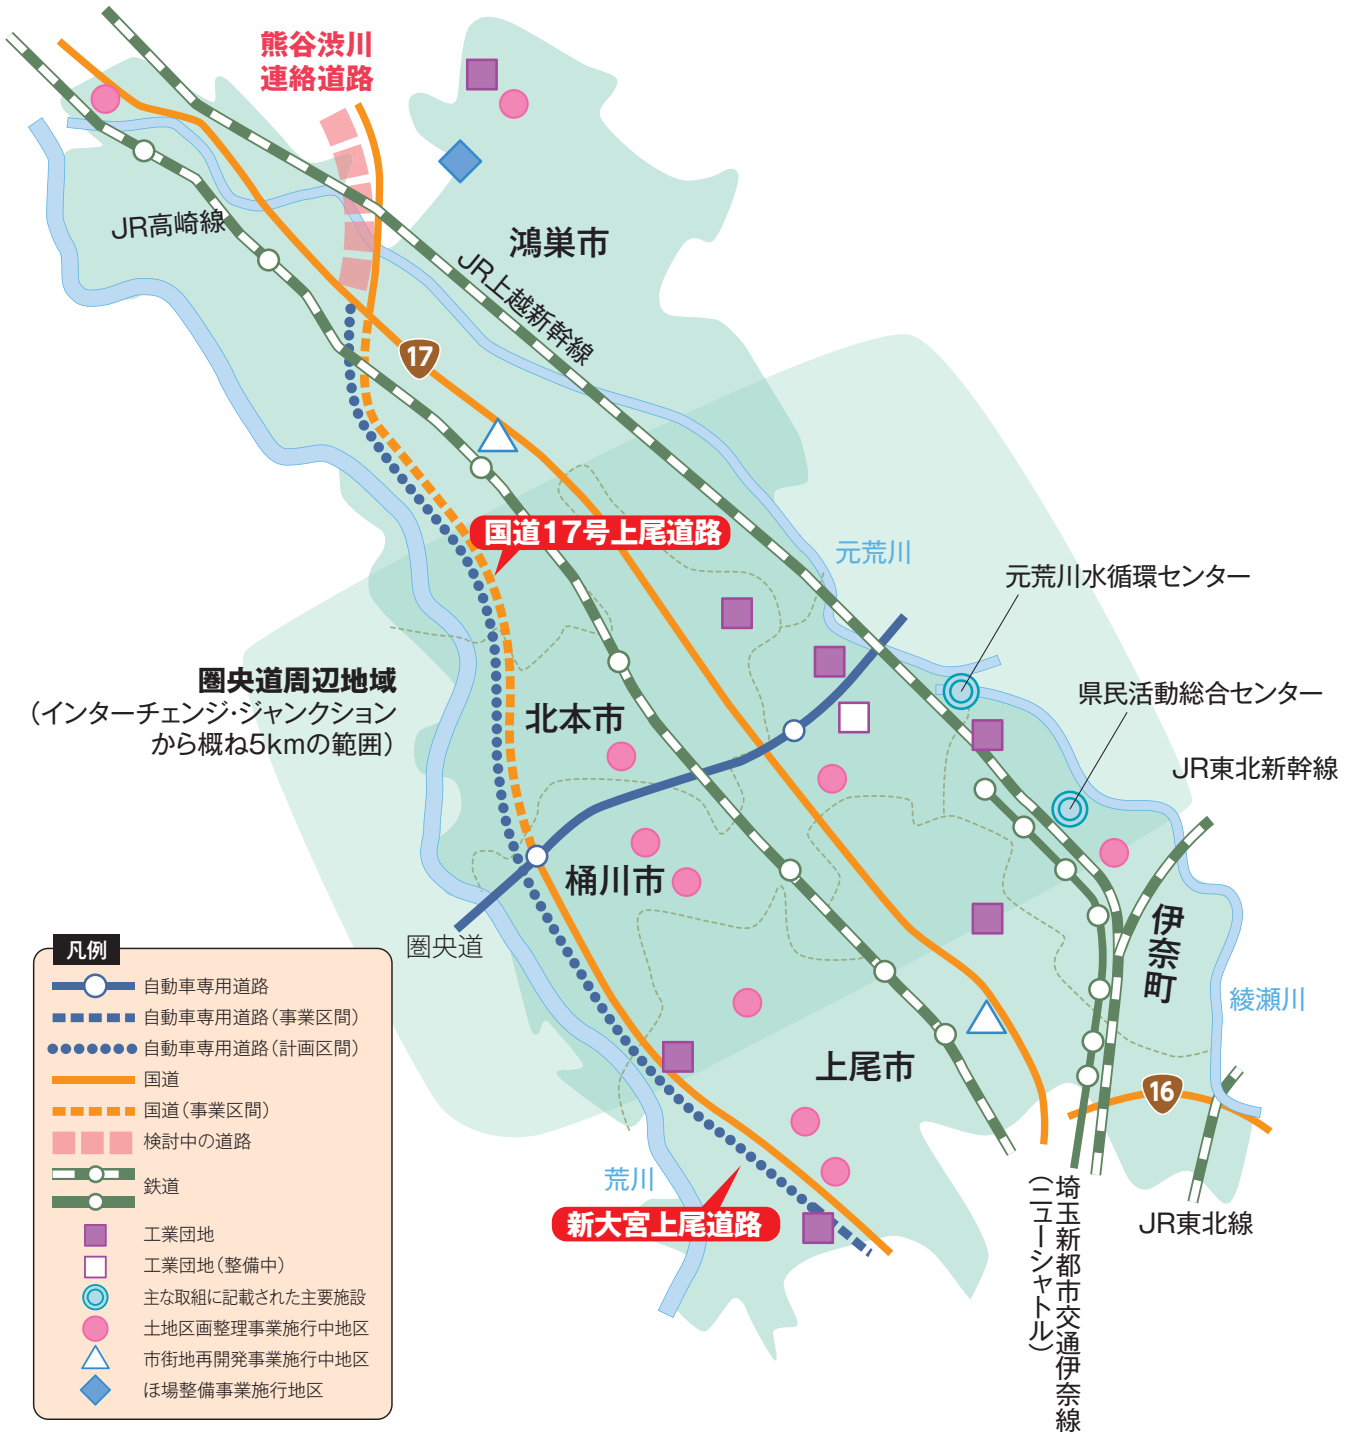 熊谷渋川
連絡道路
JR高崎線
鴻巣市
JR上越新幹線
17
国道17号上尾道路
元荒川
元荒川水循環センター
圏央道周辺地域
（インターチェンジ・ジャンクション
から概ね5kmの範囲）
北本市
県民活動総合センター
JR東北新幹線
桶川市
圏央道
伊奈町
綾瀬川
上尾市
16
荒川
新大宮上尾道路
JR東北線
埼玉新都市交通伊奈線
（ニューシャトル）
凡例
自動車専用道路
自動車専用道路（事業区間）
自動車専用道路（計画区間）
国道
国道（事業区間）
検討中の道路
鉄道
工業団地
工業団地（整備中）
主な取組に記載された主要施設
土地区画整理事業施行中地区
市街地再開発事業施行中地区
ほ場整備事業施行地区